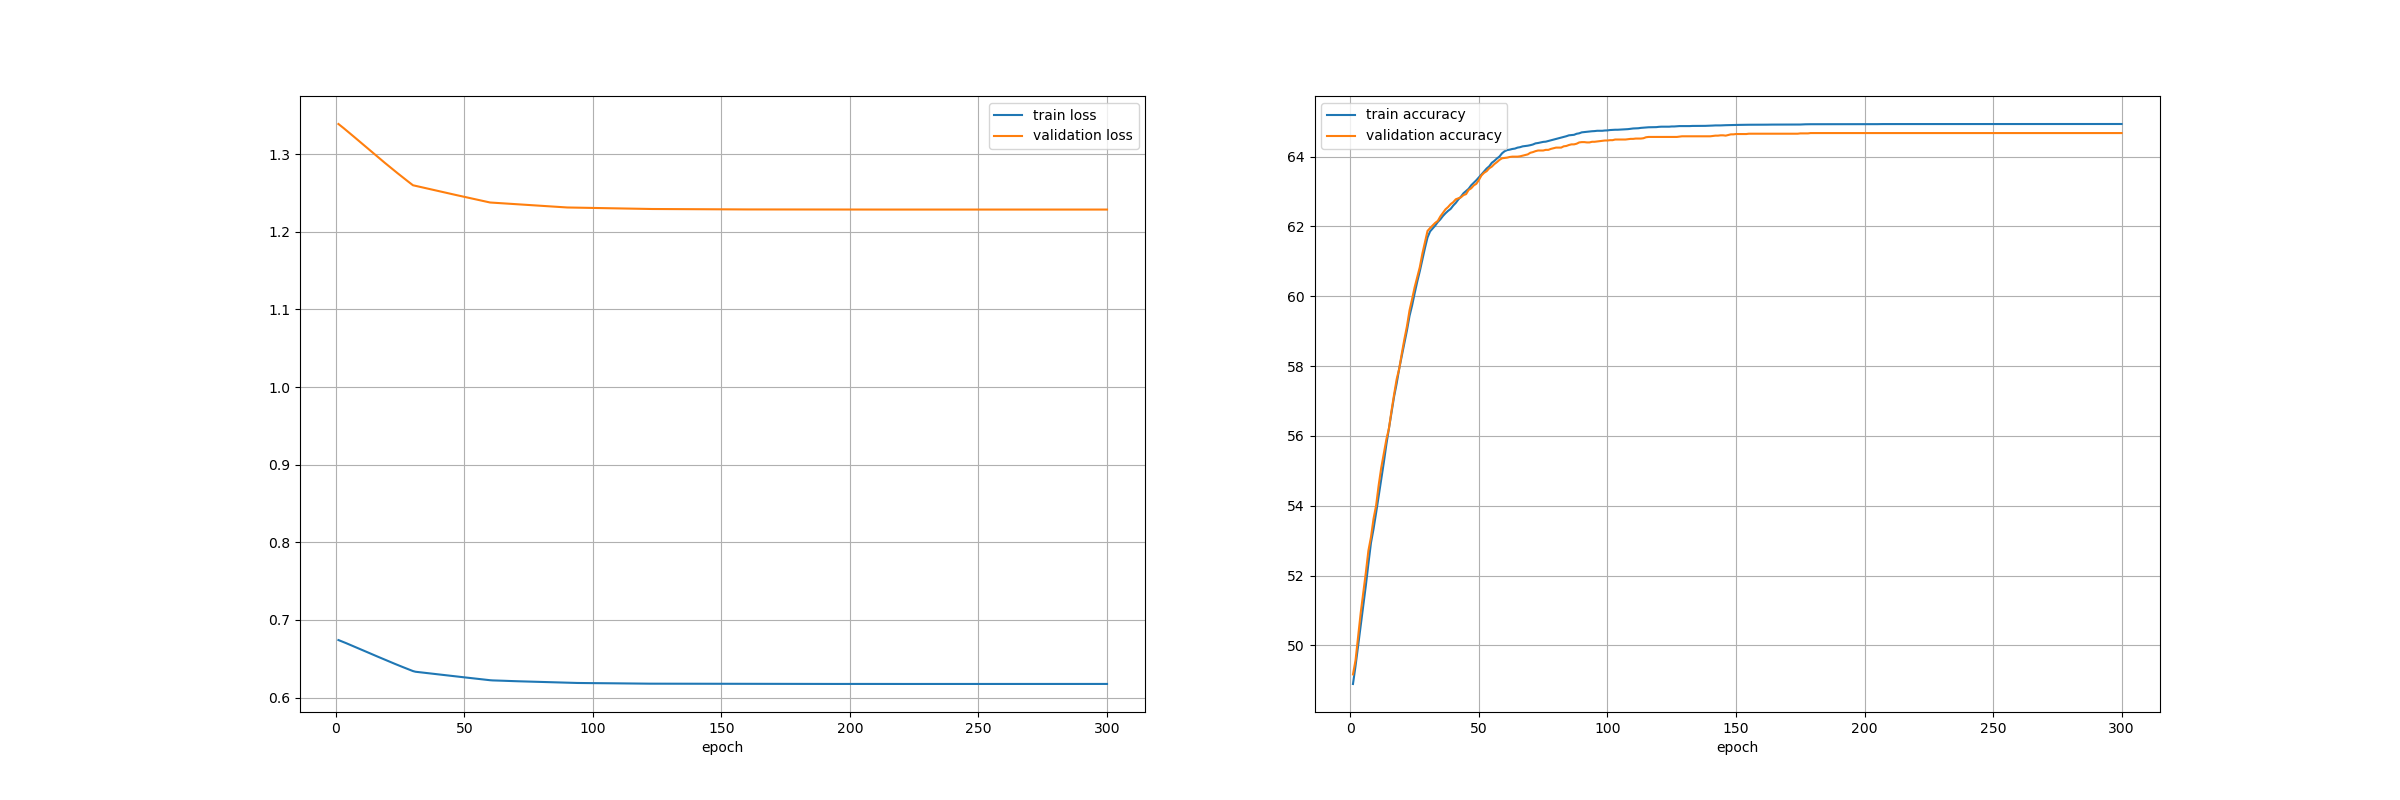 train loss
validation loss
1.3
1.2
1.1
1.0
0.9
0.8
0.7
0.6
0 50 100 150 200 250 300
epoch
train accuracy
validation accuracy
64
62
60
58
56
54
52
50
0 50 100 150 200 250 300
epoch